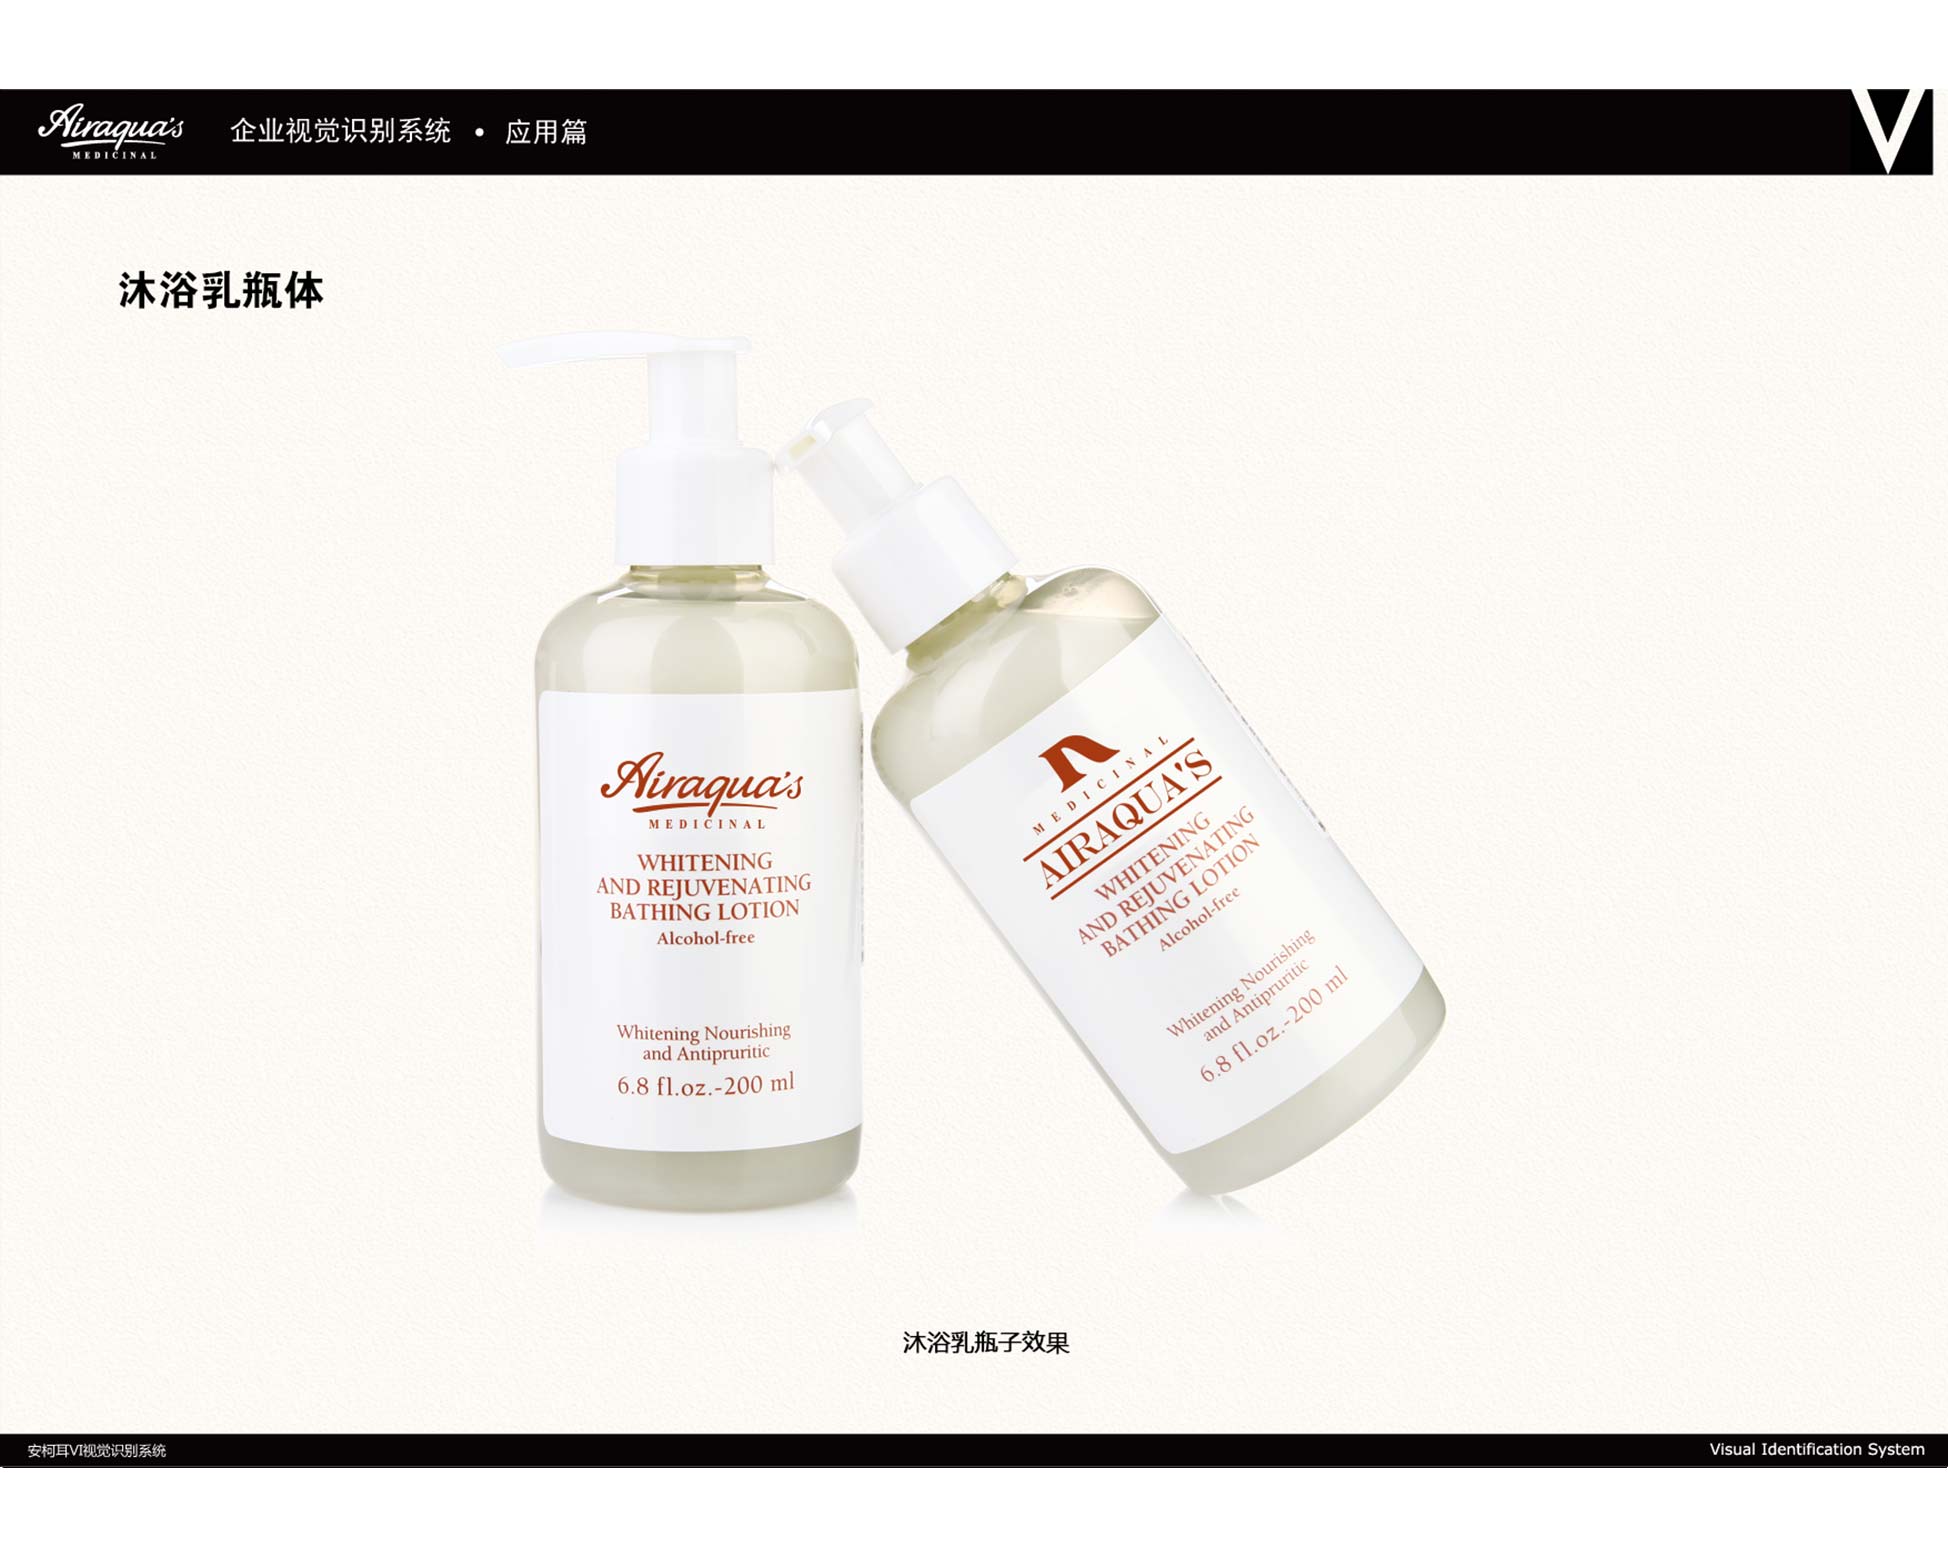 Airaqua's
MEDICINAL
企业视觉识别系统 • 应用篇
V
沐浴乳瓶体
Airaqua's
MEDICINAL
WHITENING
AND REJUVENATING
BATHING LOTION
Alcohol-free
Whitening Nourishing
and Antipruritic
6.8 fl.oz.-200 ml
MEDICINAL
AIRAQUA'S
WHITENING
AND REJUVENATING
BATHING LOTION
Alcohol-free
Whitening Nourishing
and Antipruritic
6.8 fl.oz.-200 ml
沐浴乳瓶子效果
安柯耳VI视觉识别系统
Visual Identification System